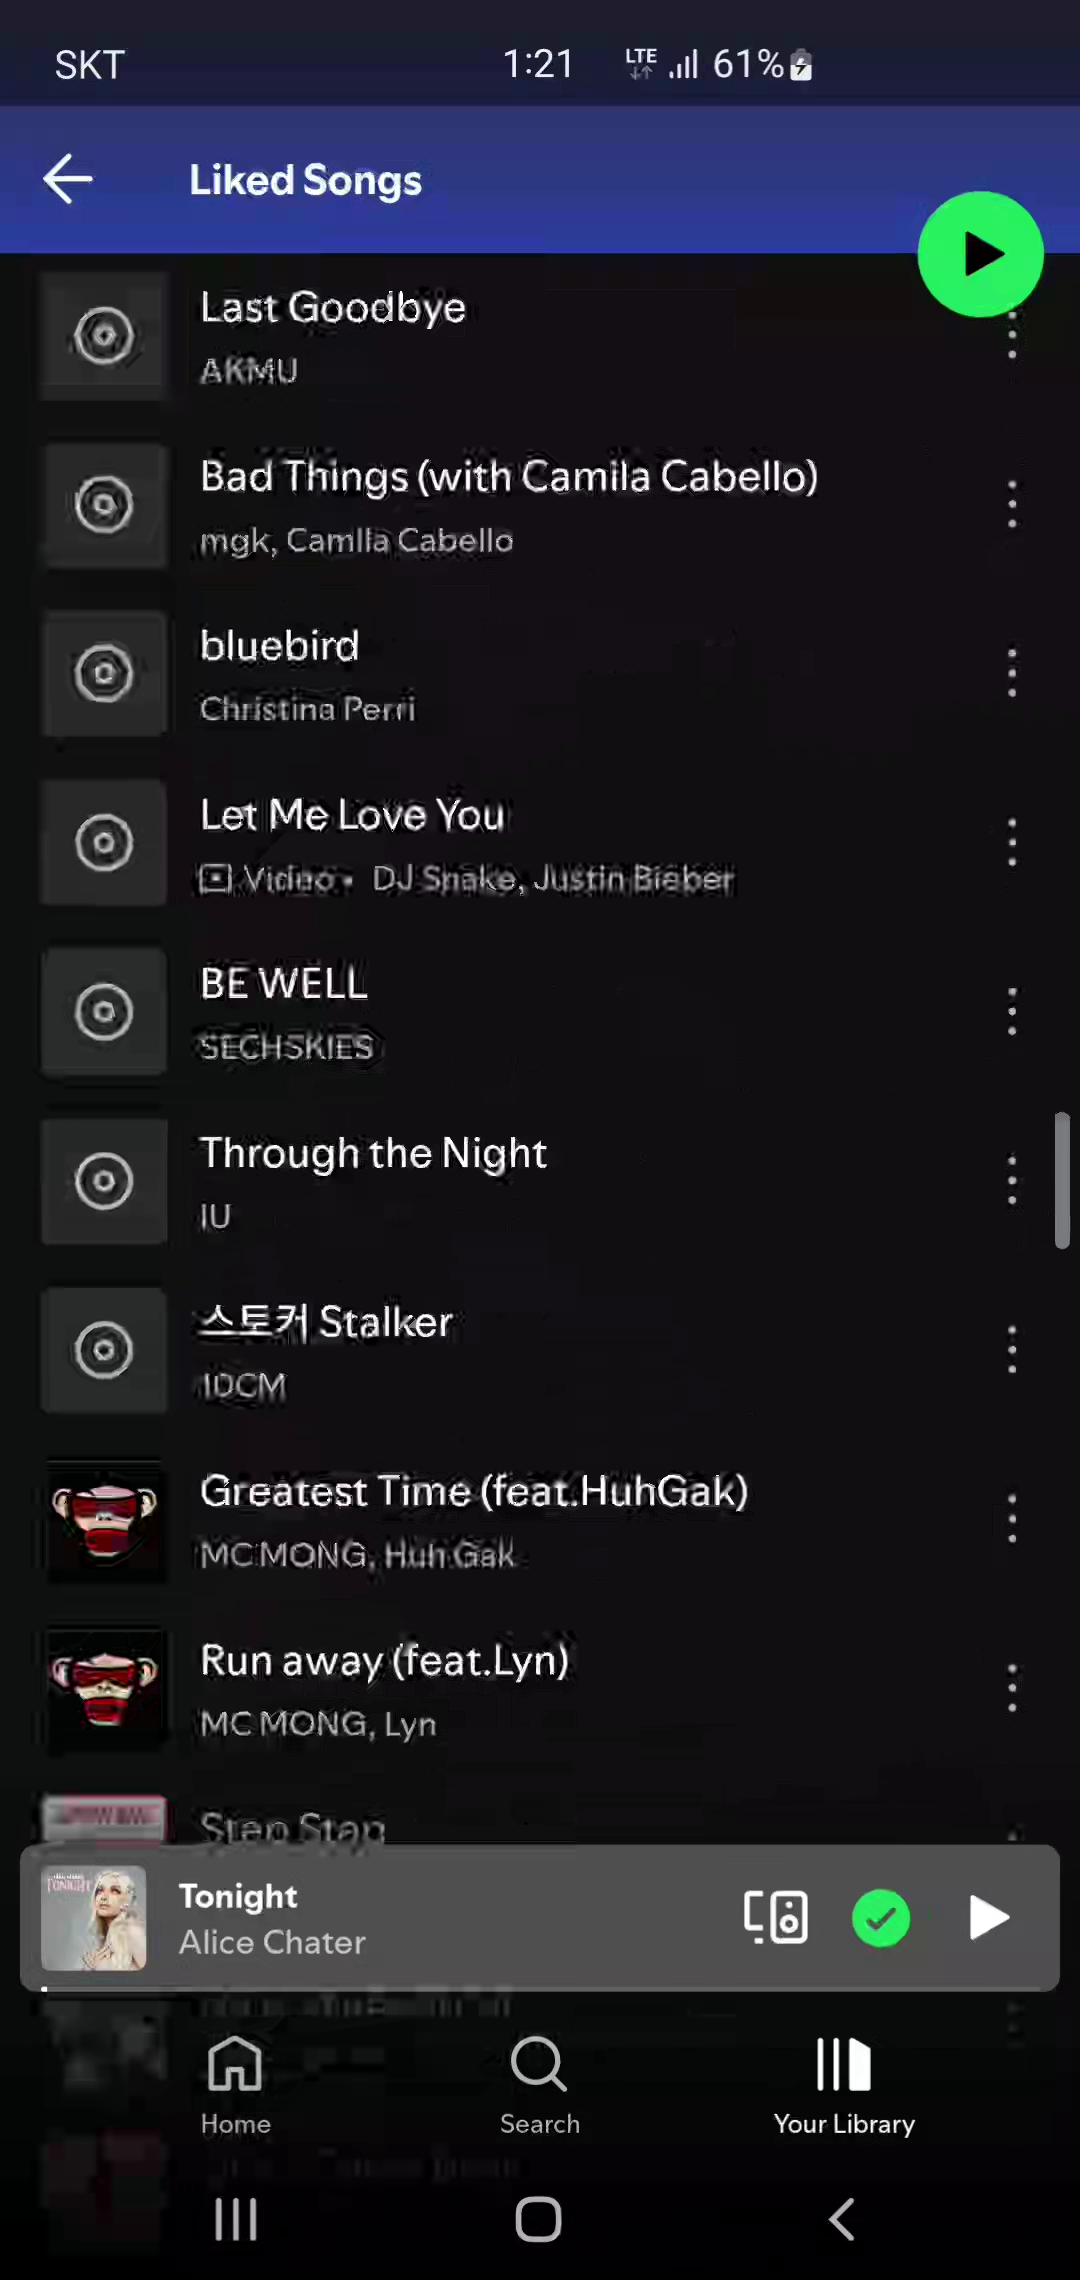 SKT 1:21 LTE 61%
Liked Songs
Last Goodbye
AKMU
Bad Things (with Camila Cabello)
mgk, Camila Cabello
bluebird
Christina Perri
Let Me Love You
Video • DJ Snake, Justin Bieber
BE WELL
SECHSKIES
Through the Night
IU
스토커 Stalker
10CM
Greatest Time (feat.HuhGak)
MC MONG, Huh Gak
Run away (feat.Lyn)
MC MONG, Lyn
Tonight
Alice Chater
Home Search Your Library